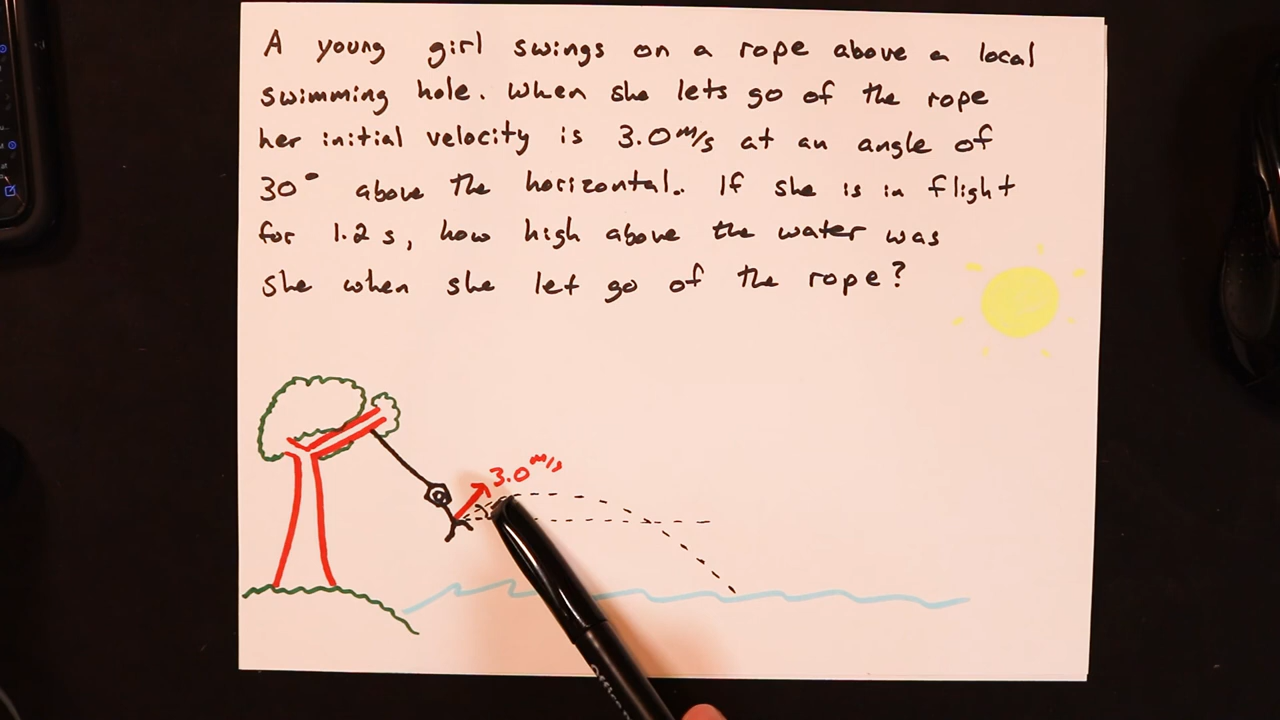 A young girl swings on a rope above a local
swimming hole. When she lets go of the rope
her initial velocity is 3.0 m/s at an angle of
30° above the horizontal. If she is in flight
for 1.2 s, how high above the water was
she when she let go of the rope?
3.0 m/s